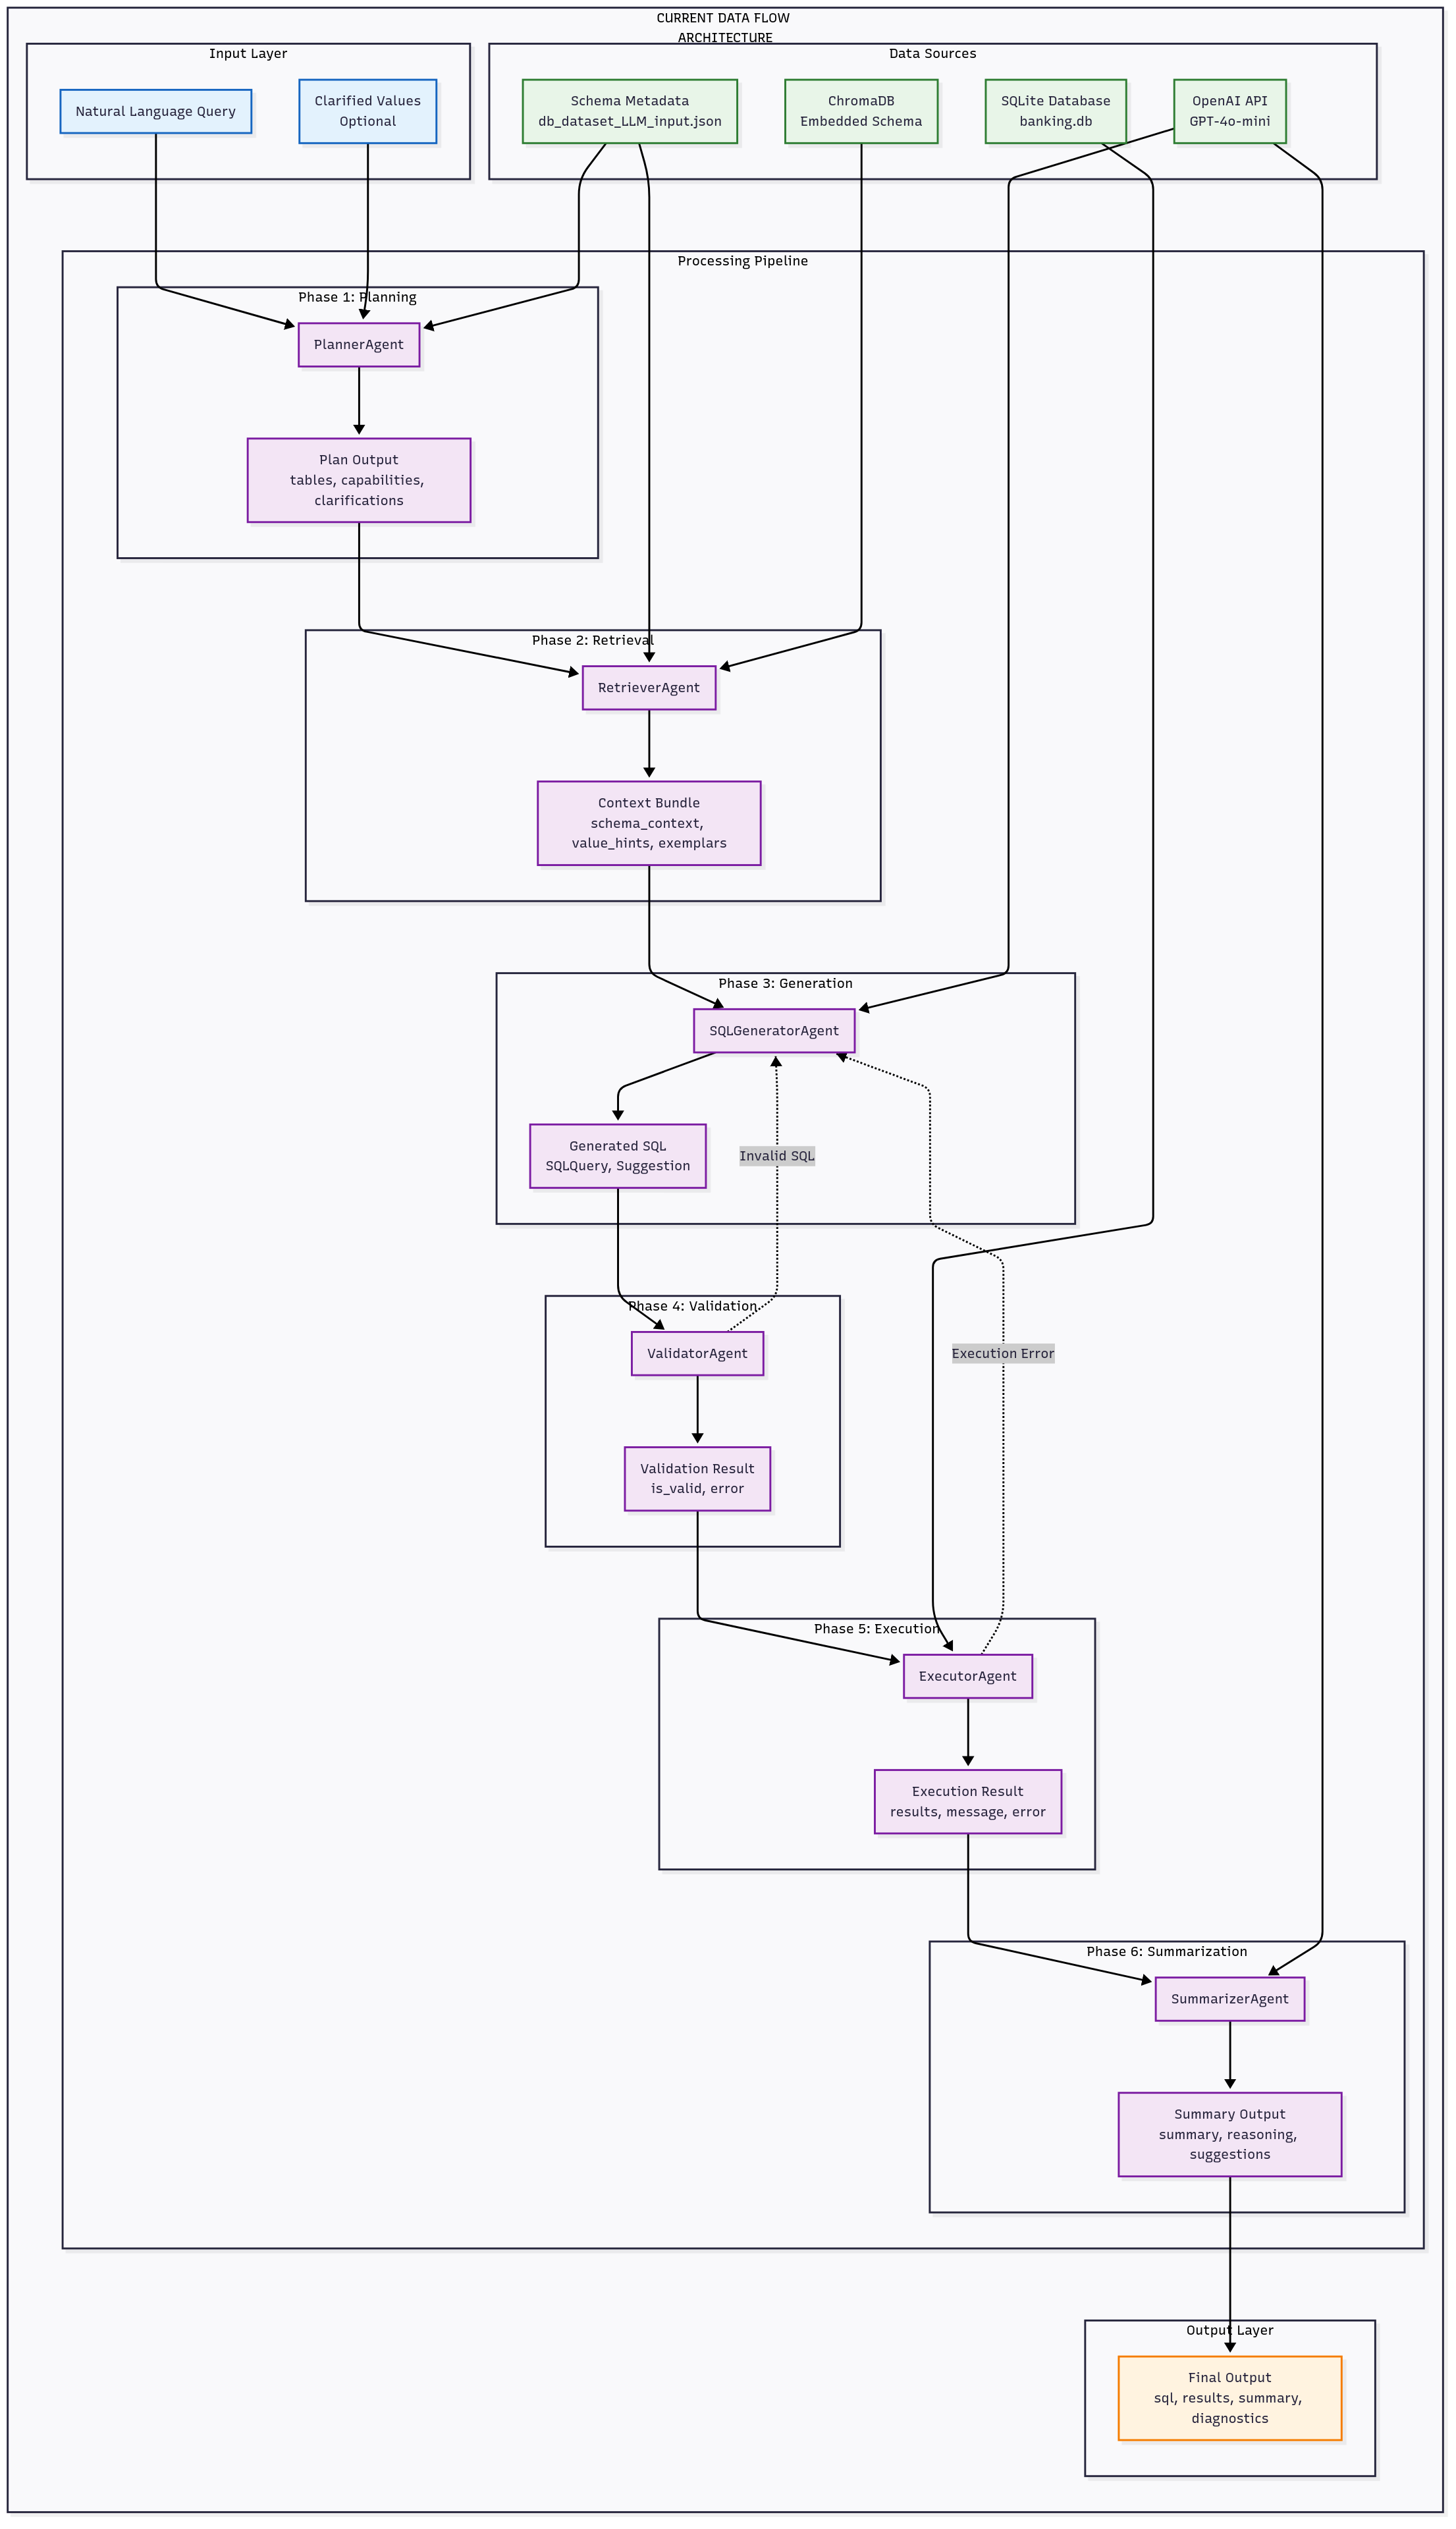 CURRENT DATA FLOW
ARCHITECTURE
Input Layer
Natural Language Query
Clarified Values
Optional
Data Sources
Schema Metadata
db_dataset_LLM_input.json
ChromaDB
Embedded Schema
SQLite Database
banking.db
OpenAI API
GPT-4o-mini
Processing Pipeline
Phase 1: Planning
PlannerAgent
Plan Output
tables, capabilities,
clarifications
Phase 2: Retrieval
RetrieverAgent
Context Bundle
schema_context,
value_hints, exemplars
Phase 3: Generation
SQLGeneratorAgent
Generated SQL
SQLQuery, Suggestion
Invalid SQL
Phase 4: Validation
ValidatorAgent
Execution Error
Validation Result
is_valid, error
Phase 5: Execution
ExecutorAgent
Execution Result
results, message, error
Phase 6: Summarization
SummarizerAgent
Summary Output
summary, reasoning,
suggestions
Output Layer
Final Output
sql, results, summary,
diagnostics